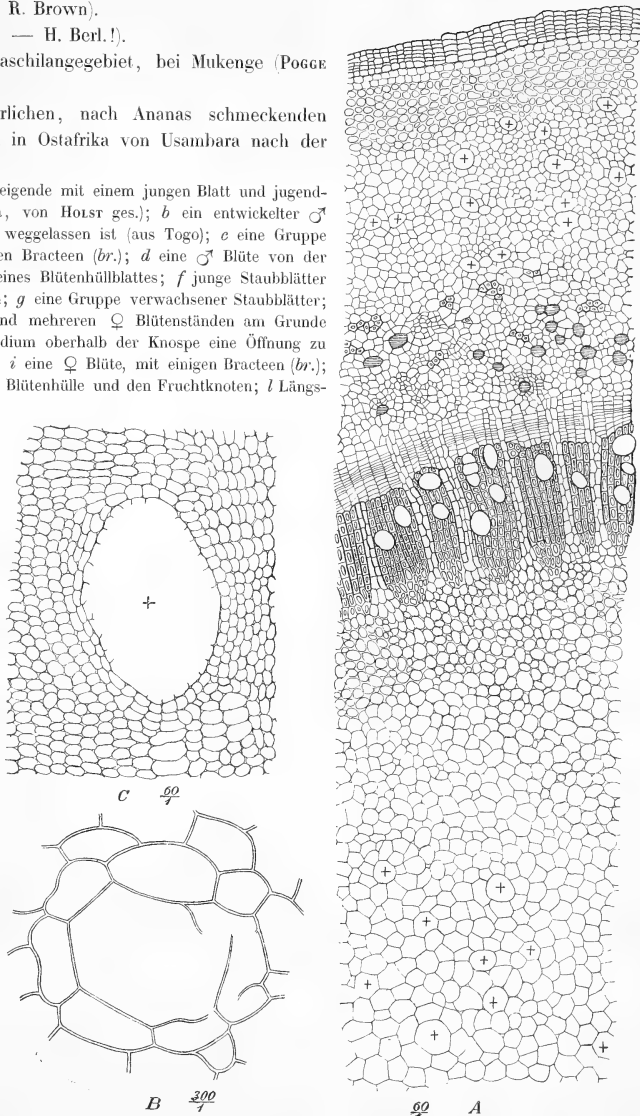 R. Brown).
— H. Berl.!).
aschilangegebiet, bei Mukenge (POGGE
rlichen, nach Ananas schmeckenden
in Ostafrika von Usambara nach der
eigende mit einem jungen Blatt und jugend-
, von HOLST ges.); b ein entwickelter ♂
weggelassen ist (aus Togo); c eine Gruppe
en Bracteen (br.); d eine ♂ Blüte von der
eines Blütenhüllblattes; f junge Staubblätter
; g eine Gruppe verwachsener Staubblätter;
nd mehreren ♀ Blütenständen am Grunde
dium oberhalb der Knospe eine Öffnung zu
i eine ♀ Blüte, mit einigen Bracteen (br.);
Blütenhülle und den Fruchtknoten; l Längs-
C 60/1
B 300/1
60/1 A